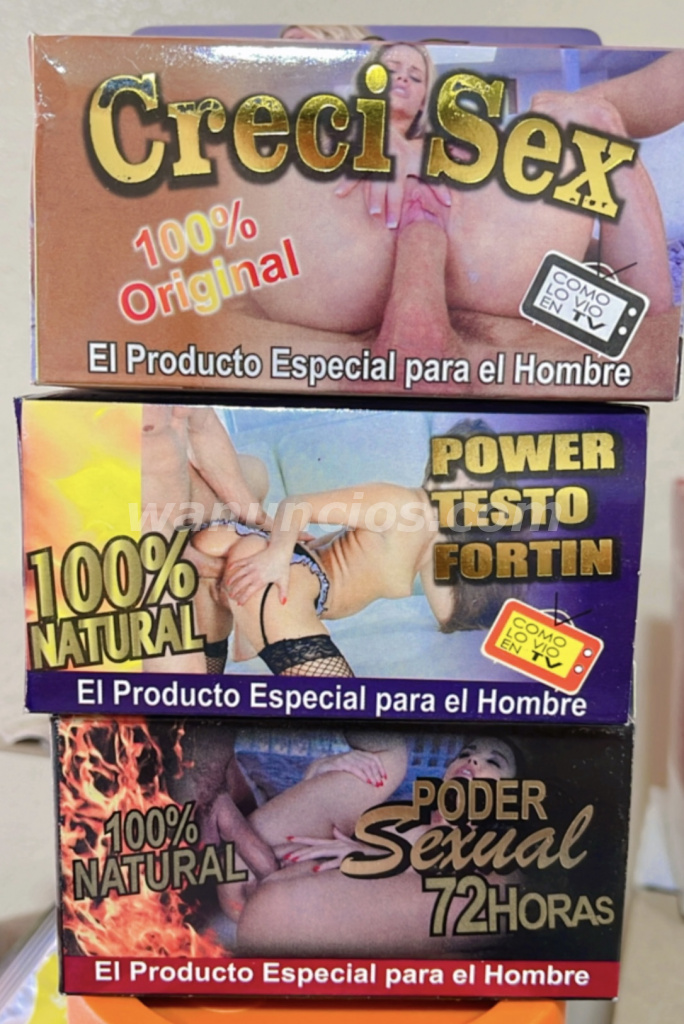 Creci Sex
100%
Original
COMO
LO VIO
EN TV
El Producto Especial para el Hombre
POWER
TESTO
FORTIN
wanuncios.com
100%
NATURAL
COMO
LO VIO
EN TV
El Producto Especial para el Hombre
PODER
Sexual
72HORAS
100%
NATURAL
El Producto Especial para el Hombre